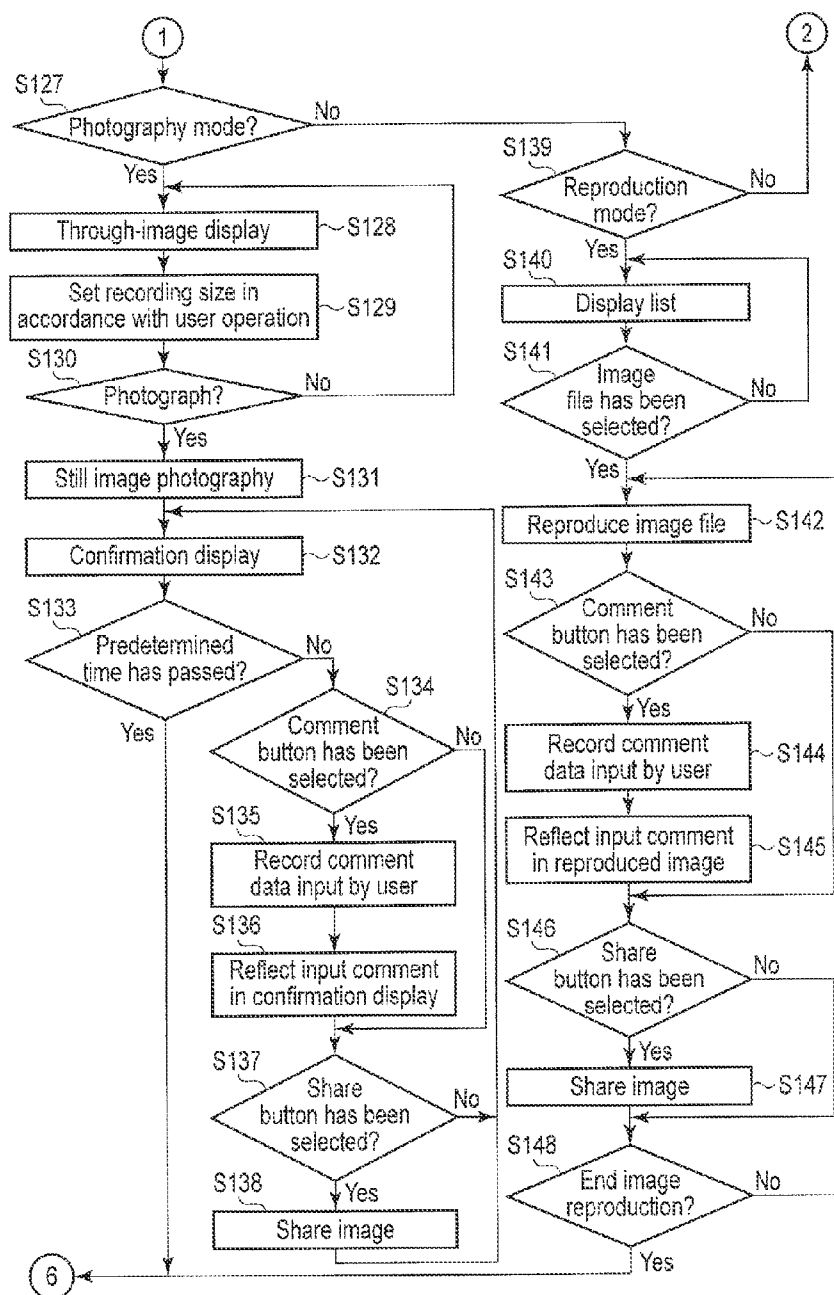 1
2
S127
Photography mode?
No
Yes
Through-image display
S128
Set recording size in
accordance with user operation
S129
S130
Photograph?
No
Yes
Still image photography
S131
Confirmation display
S132
S133
Predetermined
time has passed?
No
Yes
S134
Comment
button has been
selected?
No
Yes
S135
Record comment
data input by user
S136
Reflect input comment
in confirmation display
S137
Share
button has been
selected?
No
Yes
S138
Share image
S139
Reproduction
mode?
No
Yes
S140
Display list
S141
Image
file has been
selected?
No
Yes
Reproduce image file
S142
S143
Comment
button has been
selected?
No
Yes
Record comment
data input by user
S144
Reflect input comment
in reproduced image
S145
S146
Share
button has been
selected?
No
Yes
Share image
S147
S148
End image
reproduction?
No
Yes
6